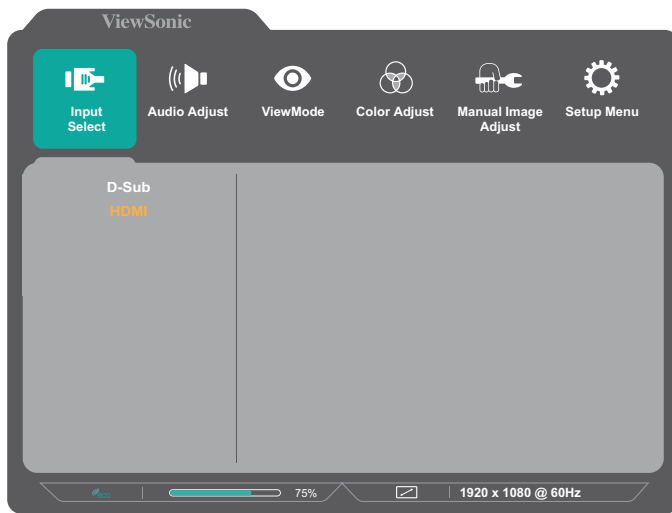 ViewSonic
Input
Select
Audio Adjust
ViewMode
Color Adjust
Manual Image
Adjust
Setup Menu
D-Sub
HDMI
eco
75%
1920 x 1080 @ 60Hz